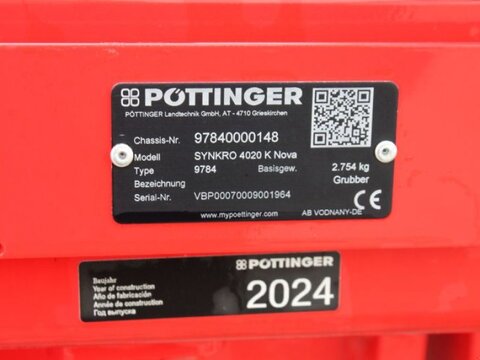 PÖTTINGER
PÖTTINGER Landtechnik GmbH, AT - 4710 Grieskirchen
Chassis-Nr. 97840000148
Modell SYNKRO 4020 K Nova
Type 9784 Basisgew. 2.754 kg
Bezeichnung Grubber
Serial-Nr. VBP00070009001964
www.mypoettinger.com AB VODNANY-DE
CE
PÖTTINGER
Baujahr
Year of construction
Año de fabricación
Année de construction
Год выпуска
2024